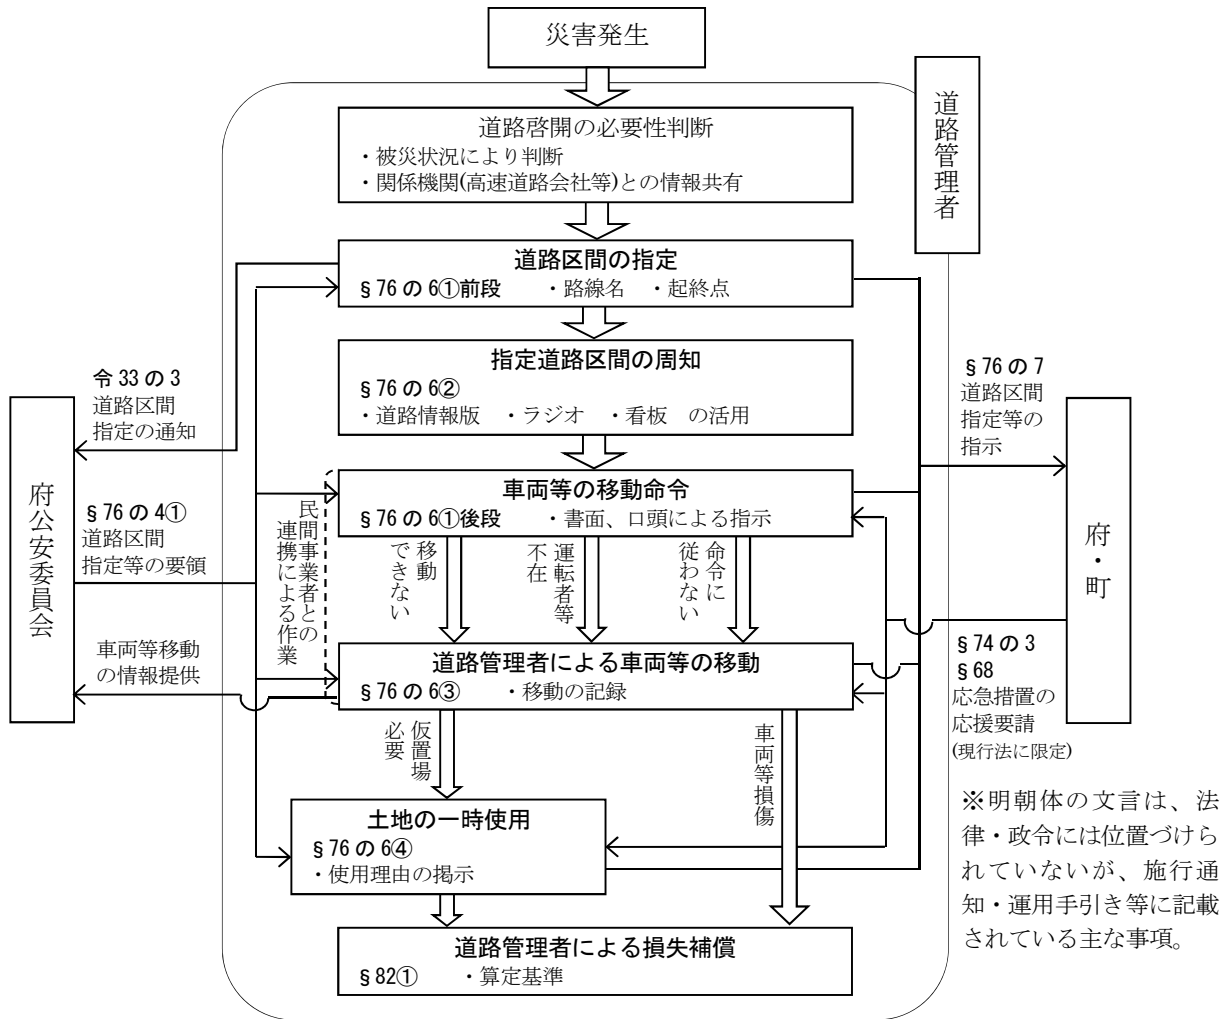 災害発生
道路管理者
道路啓開の必要性判断
・被災状況により判断
・関係機関(高速道路会社等)との情報共有
道路区間の指定
§76の6①前段　・路線名　・起終点
指定道路区間の周知
§76の6②
・道路情報版　・ラジオ　・看板　の活用
令33の3
道路区間
指定の通知
§76の7
道路区間
指定等の
指示
府公安委員会
§76の4①
道路区間
指定等の要領
車両等移動
の情報提供
民間事業者との
連携による作業
車両等の移動命令
§76の6①後段　・書面、口頭による指示
移動
できない
運転者等
不在
命令に
従わない
府・町
道路管理者による車両等の移動
§76の6③　・移動の記録
§74の3
§68
応急措置の
応援要請
(現行法に限定)
仮置場
必要
車両等損傷
土地の一時使用
§76の6④
・使用理由の掲示
道路管理者による損失補償
§82①　・算定基準
※明朝体の文言は、法
律・政令には位置づけら
れていないが、施行通
知・運用手引き等に記載
されている主な事項。